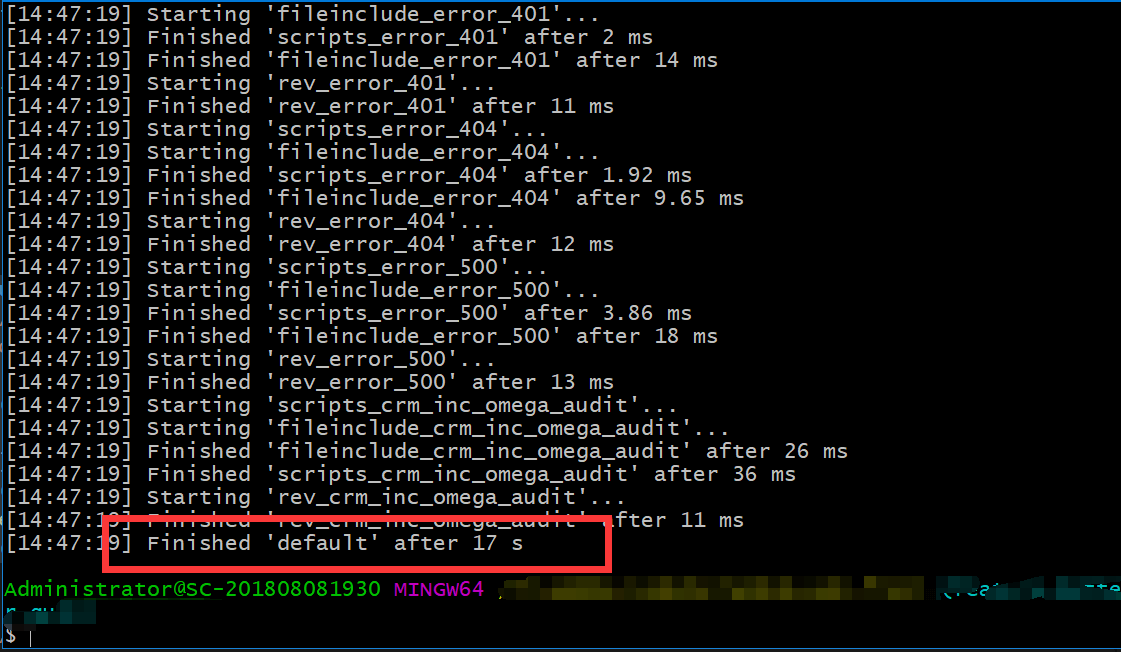 [14:47:19] Starting 'fileinclude_error_401'...
[14:47:19] Finished 'scripts_error_401' after 2 ms
[14:47:19] Finished 'fileinclude_error_401' after 14 ms
[14:47:19] Starting 'rev_error_401'...
[14:47:19] Finished 'rev_error_401' after 11 ms
[14:47:19] Starting 'scripts_error_404'...
[14:47:19] Starting 'fileinclude_error_404'...
[14:47:19] Finished 'scripts_error_404' after 1.92 ms
[14:47:19] Finished 'fileinclude_error_404' after 9.65 ms
[14:47:19] Starting 'rev_error_404'...
[14:47:19] Finished 'rev_error_404' after 12 ms
[14:47:19] Starting 'scripts_error_500'...
[14:47:19] Starting 'fileinclude_error_500'...
[14:47:19] Finished 'scripts_error_500' after 3.86 ms
[14:47:19] Finished 'fileinclude_error_500' after 18 ms
[14:47:19] Starting 'rev_error_500'...
[14:47:19] Finished 'rev_error_500' after 13 ms
[14:47:19] Starting 'scripts_crm_inc_omega_audit'...
[14:47:19] Starting 'fileinclude_crm_inc_omega_audit'...
[14:47:19] Finished 'fileinclude_crm_inc_omega_audit' after 26 ms
[14:47:19] Finished 'scripts_crm_inc_omega_audit' after 36 ms
[14:47:19] Starting 'rev_crm_inc_omega_audit'...
[14:47:19] Finished 'rev_crm_inc_omega_audit' after 11 ms
[14:47:19] Finished 'default' after 17 s
Administrator@SC-201808081930 MINGW64
$